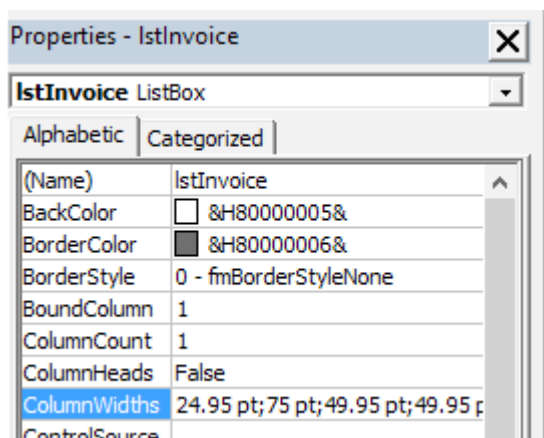 Properties - lstInvoice
lstInvoice ListBox
Alphabetic Categorized
(Name) lstInvoice
BackColor &H80000005&
BorderColor &H80000006&
BorderStyle 0 - fmBorderStyleNone
BoundColumn 1
ColumnCount 1
ColumnHeads False
ColumnWidths 24.95 pt;75 pt;49.95 pt;49.95 p
ControlSource